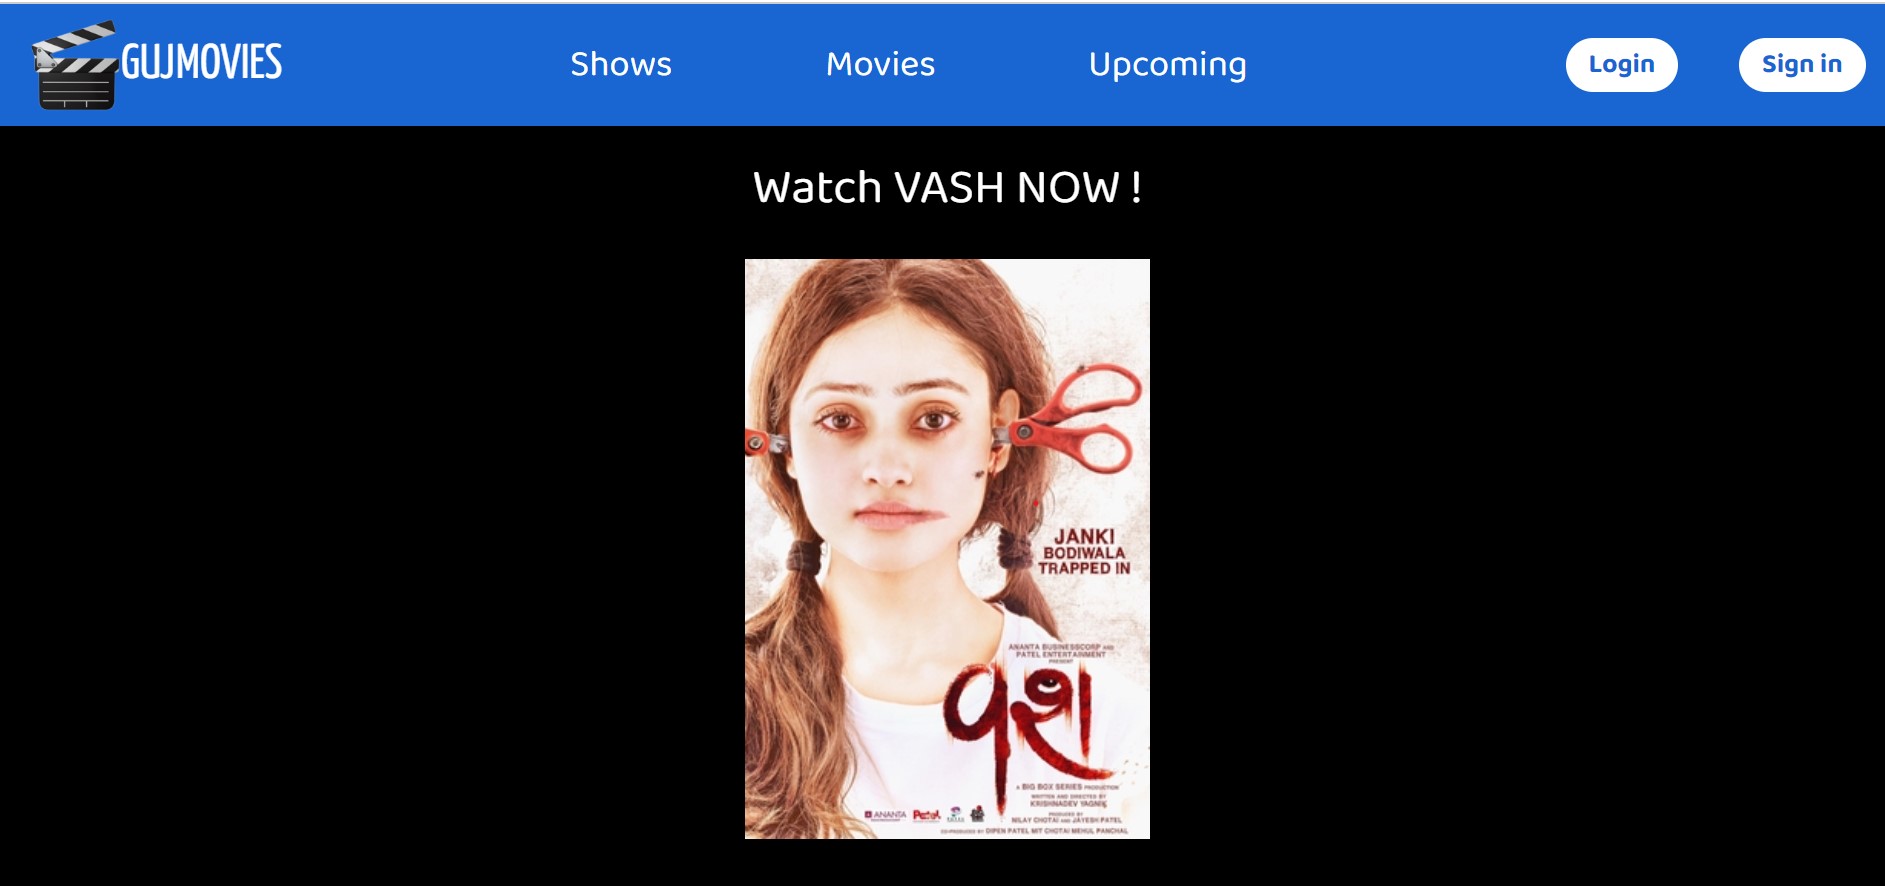 GUJMOVIES
Shows
Movies
Upcoming
Login
Sign in
Watch VASH NOW !
JANKI
BODIWALA
TRAPPED IN
ANANTA BUSINESSCORP AND
PATEL ENTERTAINMENT
PRESENT
વશ
A BIG BOX SERIES PRODUCTION
WRITTEN AND DIRECTED BY
KRISHNADEV YAGNIK
PRODUCED BY
NILAY CHOTAI AND JAYESH PATEL
CO-PRODUCED BY DIPEN PATEL MIT CHOTAI MEHUL PANCHAL
ANANTA
Patel